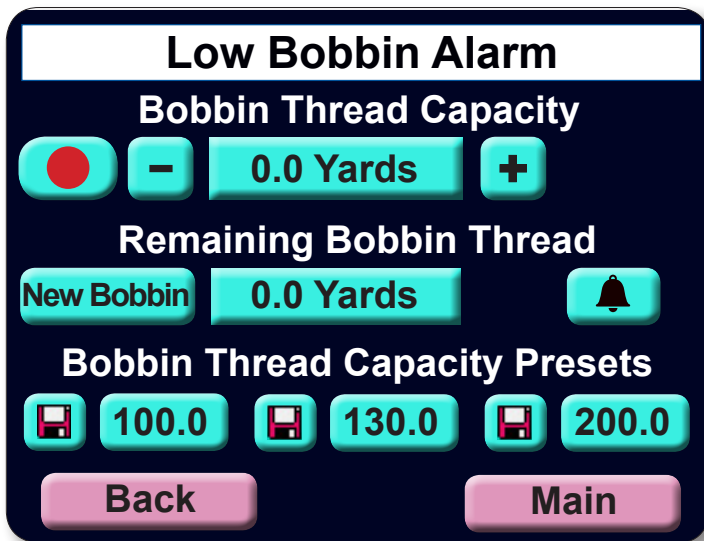 Low Bobbin Alarm
Bobbin Thread Capacity
- 0.0 Yards +
Remaining Bobbin Thread
New Bobbin 0.0 Yards
Bobbin Thread Capacity Presets
100.0 130.0 200.0
Back Main